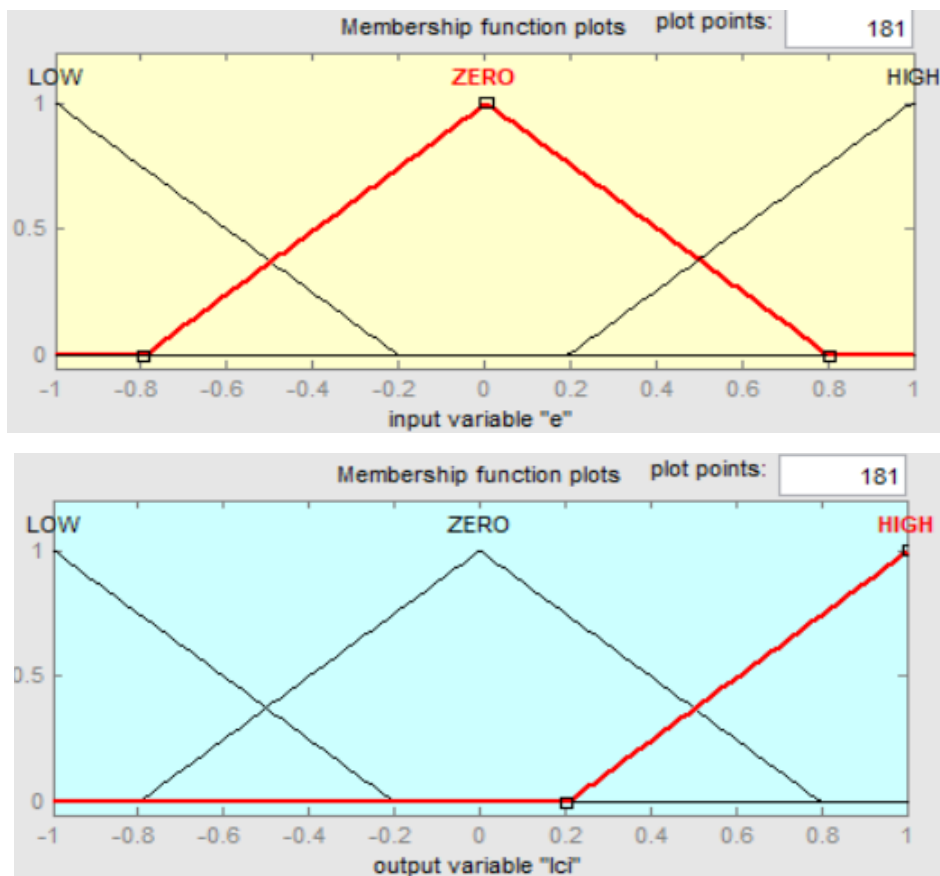 Membership function plots plot points: 181
LOW ZERO HIGH
1
0.5
0
-1 -0.8 -0.6 -0.4 -0.2 0 0.2 0.4 0.6 0.8 1
input variable "e"
Membership function plots plot points: 181
LOW ZERO HIGH
1
0.5
0
-1 -0.8 -0.6 -0.4 -0.2 0 0.2 0.4 0.6 0.8 1
output variable "Ici"